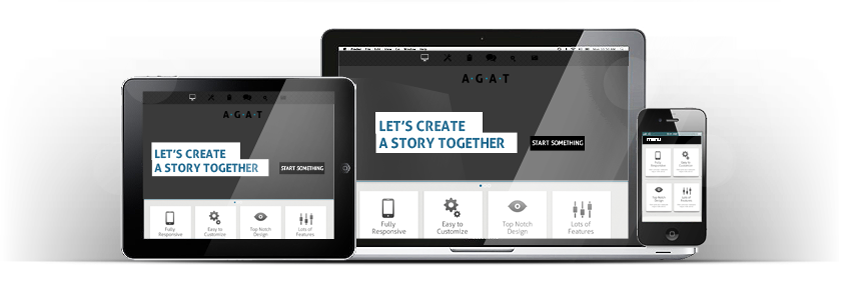 A·G·A·T
LET'S CREATE
A STORY TOGETHER
START SOMETHING
Fully
Responsive
Easy to
Customize
Top Notch
Design
Lots of
Features
A·G·A·T
LET'S CREATE
A STORY TOGETHER
START SOMETHING
Fully
Responsive
Easy to
Customize
Top Notch
Design
Lots of
Features
menu
Fully
Responsive
Easy to
Customize
Top Notch
Design
Lots of
Features